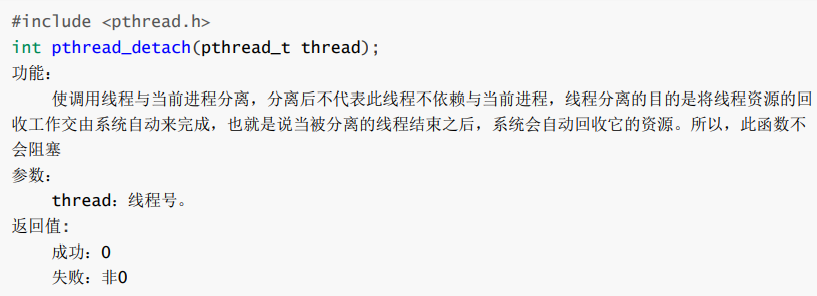 #include <pthread.h>
int pthread_detach(pthread_t thread);
功能：
使调用线程与当前进程分离，分离后不代表此线程不依赖与当前进程，线程分离的目的是将线程资源的回
收工作交由系统自动来完成，也就是说当被分离的线程结束之后，系统会自动回收它的资源。所以，此函数不
会阻塞
参数：
thread：线程号。
返回值：
成功：0
失败：非0